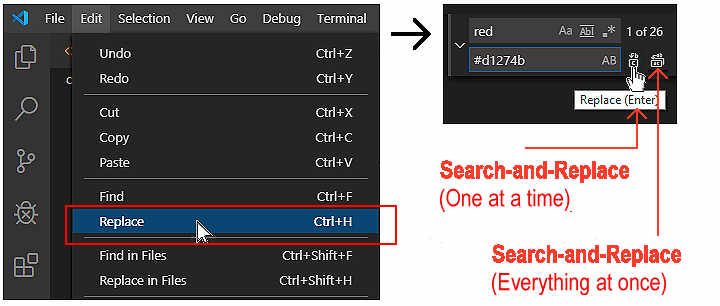 File Edit Selection View Go Debug Terminal
Undo Ctrl+Z
Redo Ctrl+Y
Cut Ctrl+X
Copy Ctrl+C
Paste Ctrl+V
Find Ctrl+F
Replace Ctrl+H
Find in Files Ctrl+Shift+F
Replace in Files Ctrl+Shift+H
red Aa Abl .* 1 of 26
#d1274b AB
Replace (Enter)
Search-and-Replace
(One at a time)
Search-and-Replace
(Everything at once)